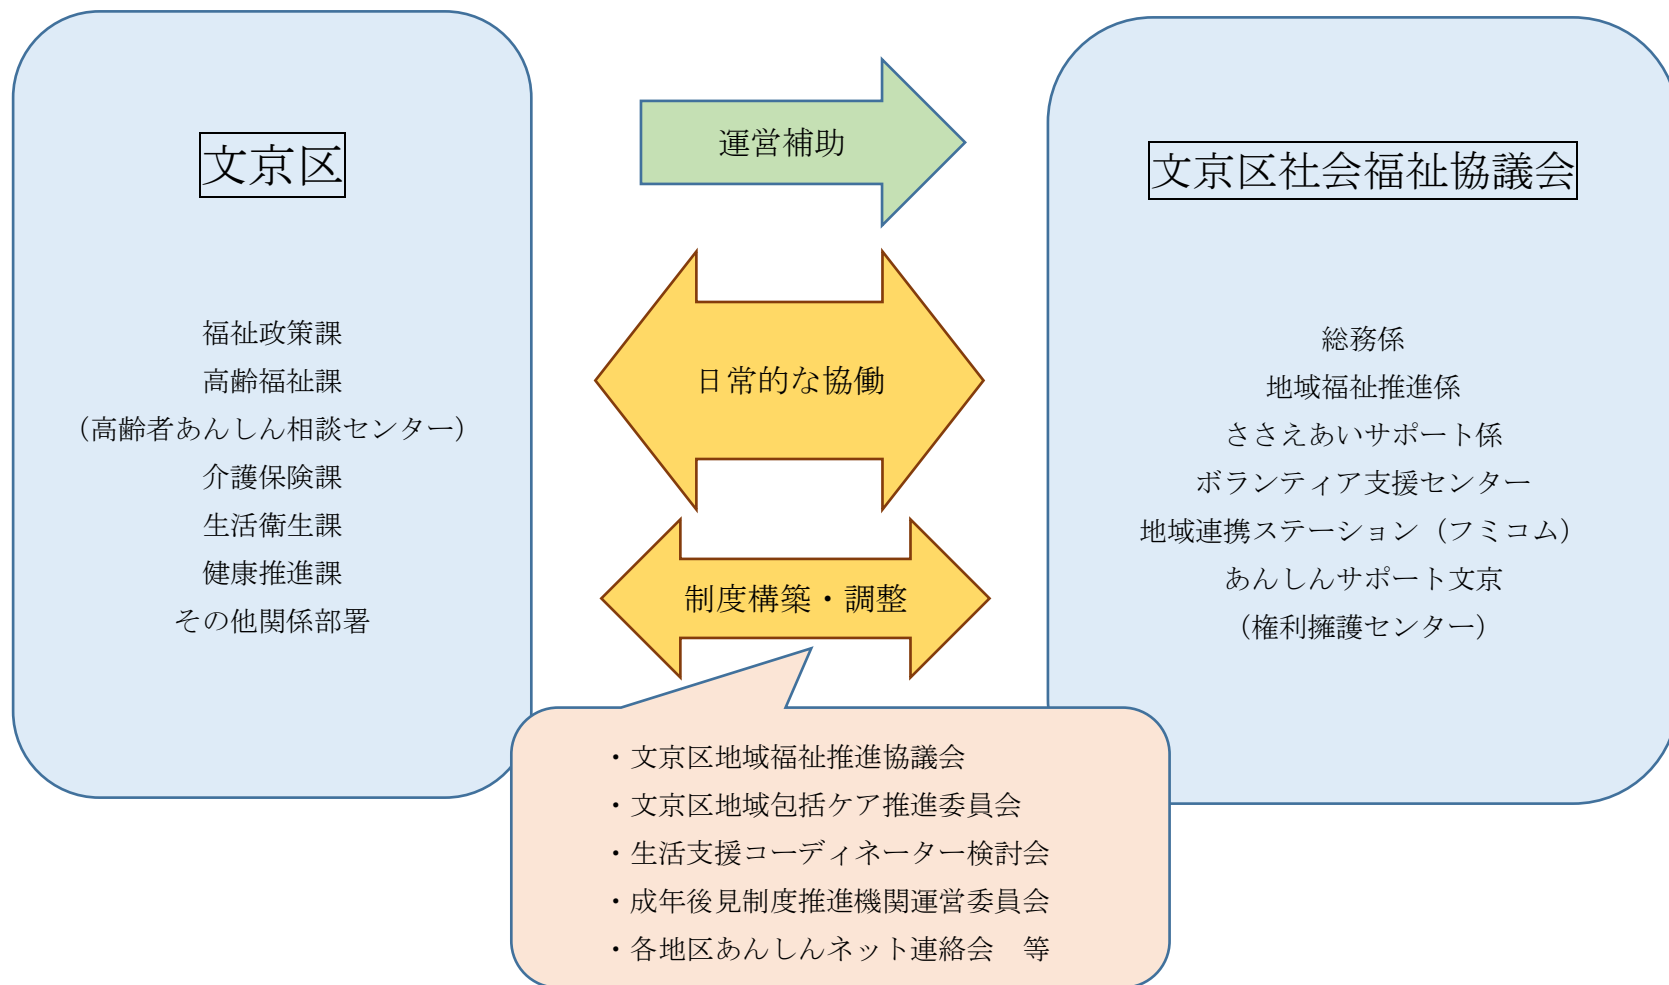 文京区
福祉政策課
高齢福祉課
（高齢者あんしん相談センター）
介護保険課
生活衛生課
健康推進課
その他関係部署
運営補助
日常的な協働
制度構築・調整
・文京区地域福祉推進協議会
・文京区地域包括ケア推進委員会
・生活支援コーディネーター検討会
・成年後見制度推進機関運営委員会
・各地区あんしんネット連絡会　等
文京区社会福祉協議会
総務係
地域福祉推進係
ささえあいサポート係
ボランティア支援センター
地域連携ステーション（フミコム）
あんしんサポート文京
（権利擁護センター）